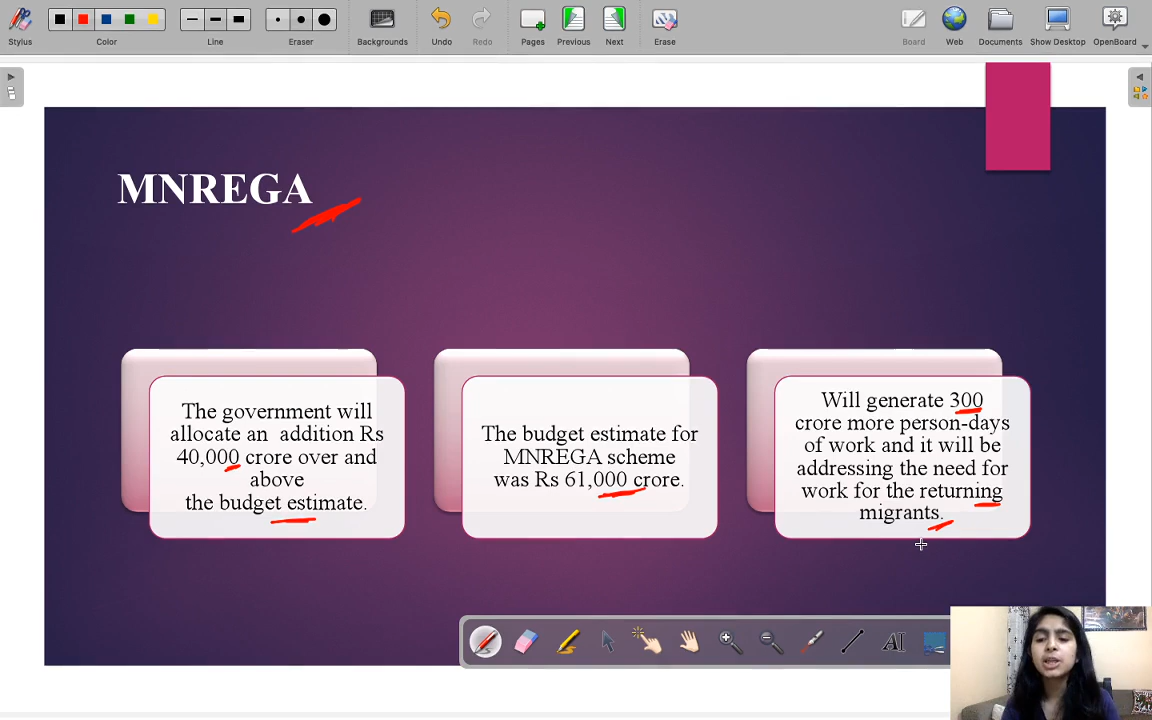 Stylus
Color
Line
Eraser
Backgrounds
Undo
Redo
Pages
Previous
Next
Erase
Board
Web
Documents
Show Desktop
OpenBoard
MNREGA
The government will
allocate an addition Rs
40,000 crore over and
above
the budget estimate.
The budget estimate for
MNREGA scheme
was Rs 61,000 crore.
Will generate 300
crore more person-days
of work and it will be
addressing the need for
work for the returning
migrants.
AI